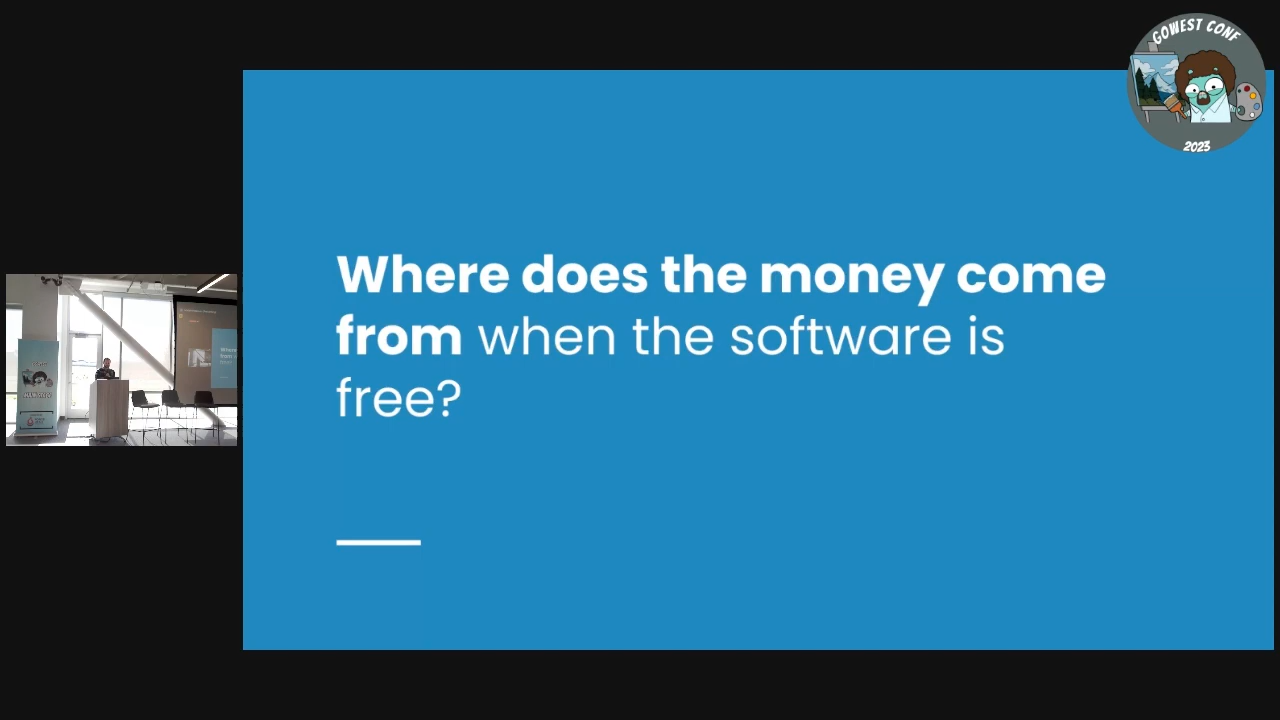 GOWEST CONF
2023
Where does the money come
from when the software is
free?